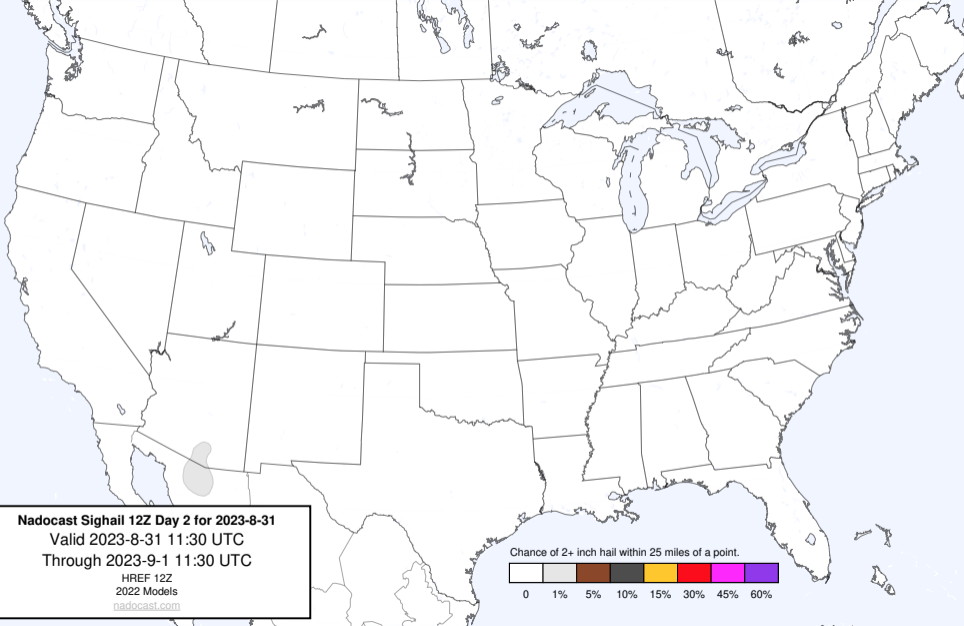 Nadocast Sighail 12Z Day 2 for 2023-8-31
Valid 2023-8-31 11:30 UTC
Through 2023-9-1 11:30 UTC
HREF 12Z
2022 Models
nadocast.com
Chance of 2+ inch hail within 25 miles of a point.
0 1% 5% 10% 15% 30% 45% 60%